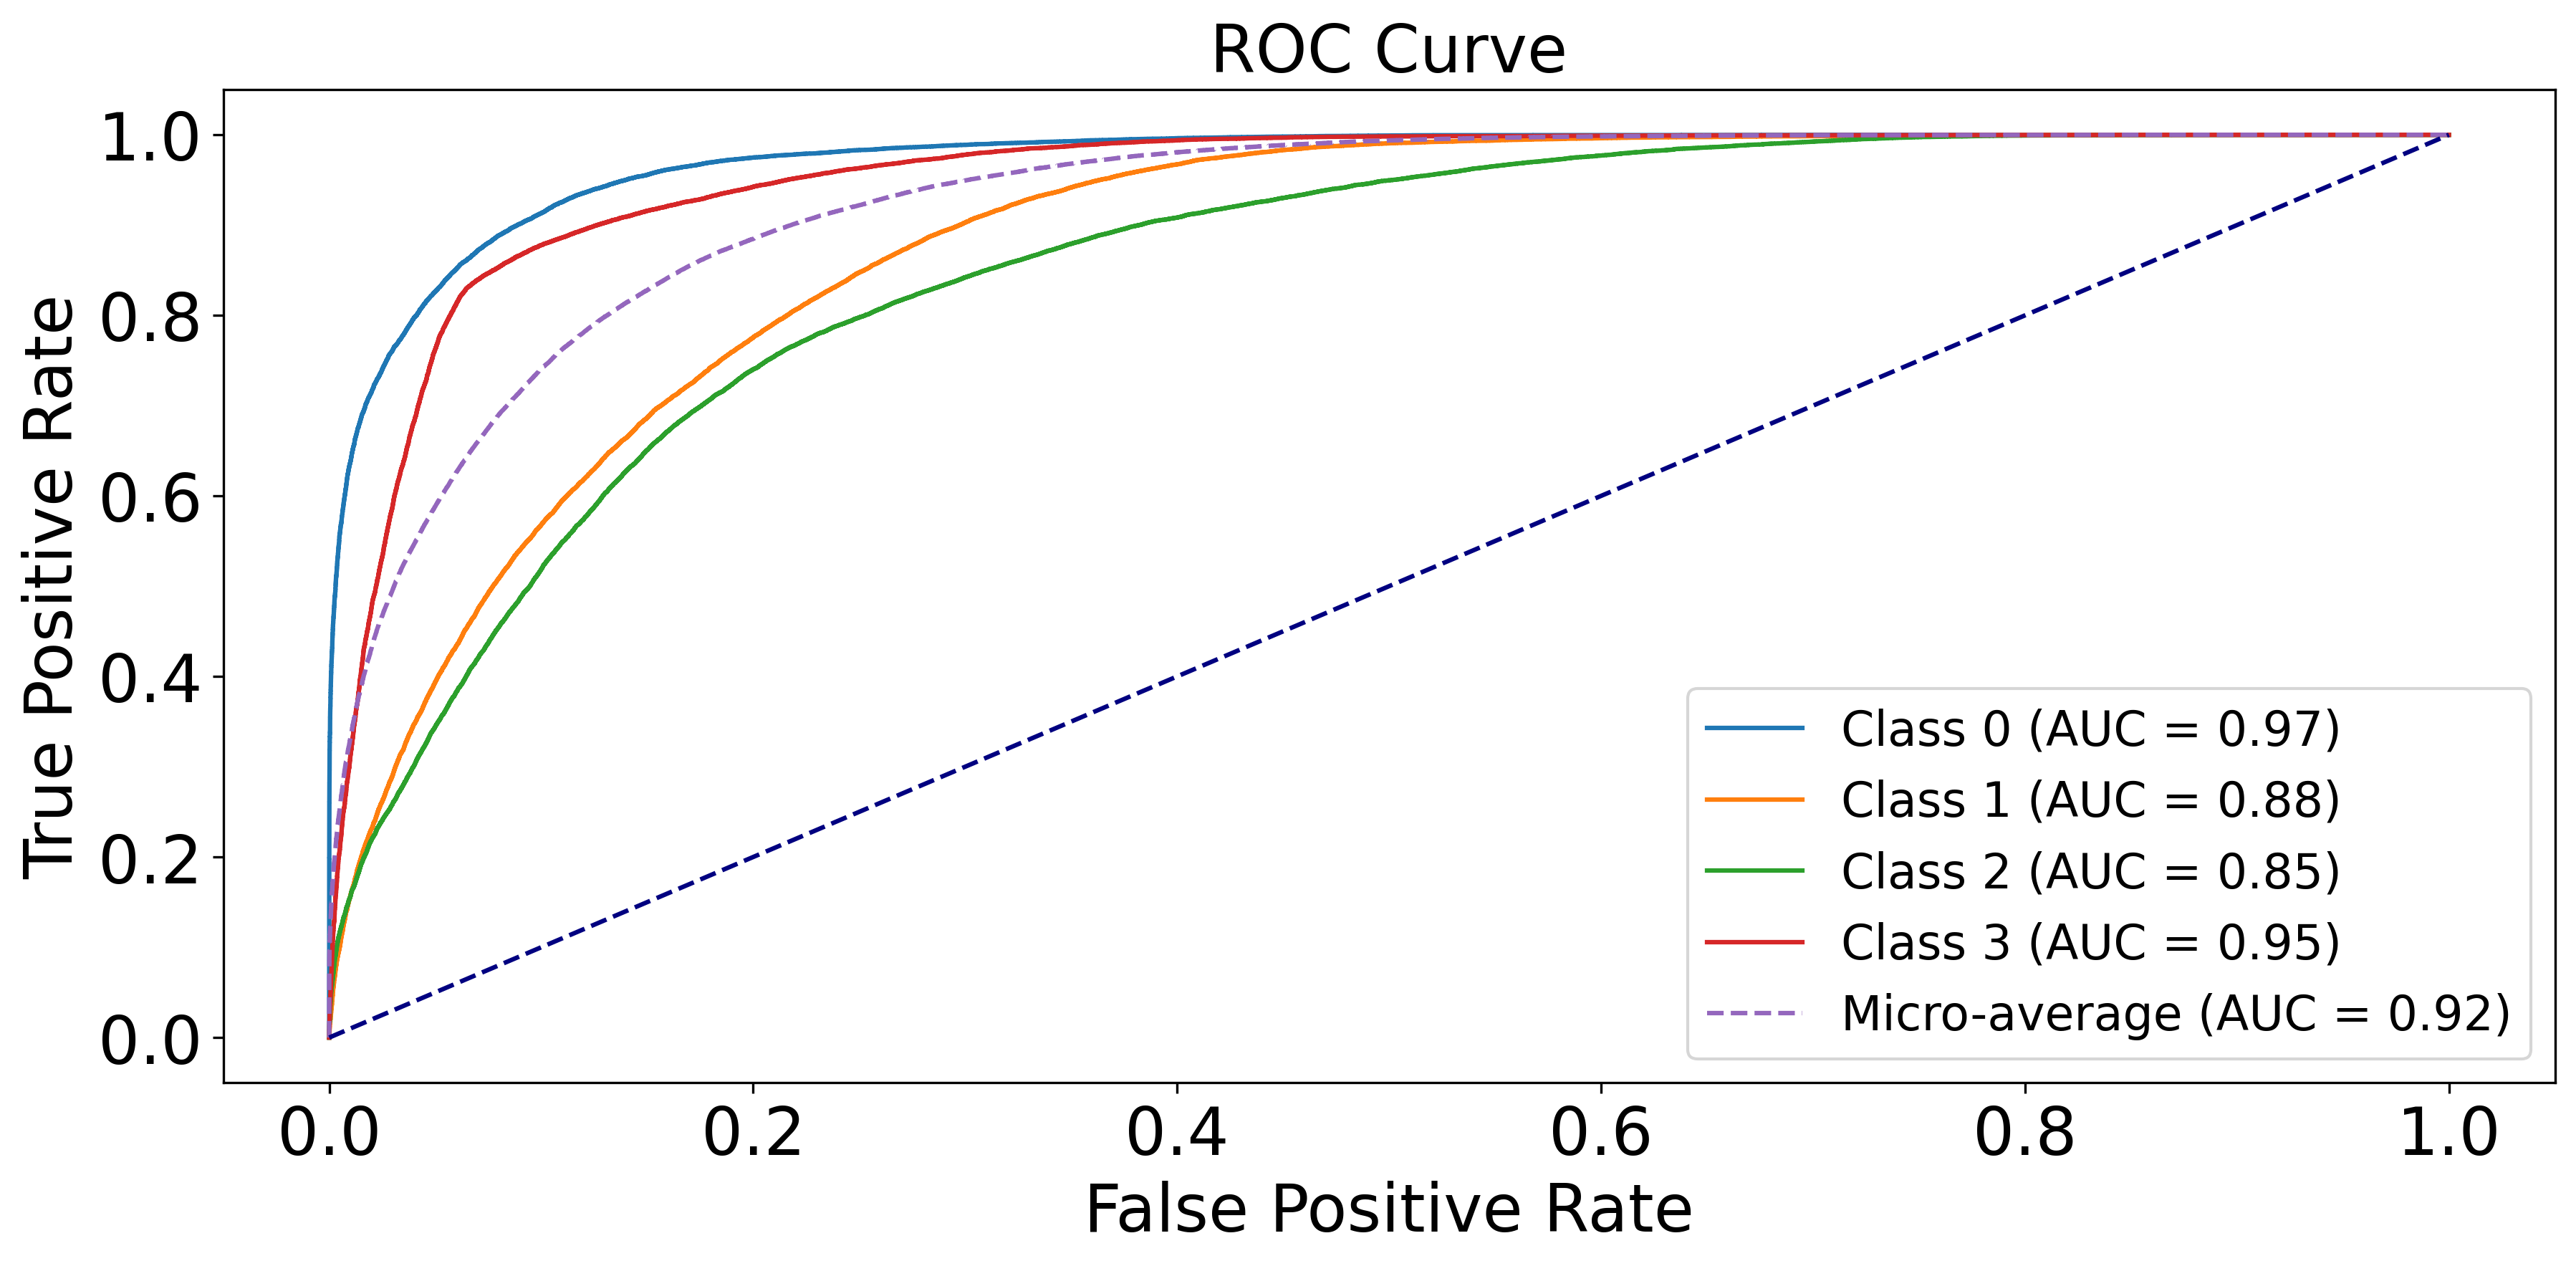 ROC Curve
True Positive Rate
1.0
0.8
0.6
0.4
0.2
0.0
Class 0 (AUC = 0.97)
Class 1 (AUC = 0.88)
Class 2 (AUC = 0.85)
Class 3 (AUC = 0.95)
Micro-average (AUC = 0.92)
0.0 0.2 0.4 0.6 0.8 1.0
False Positive Rate